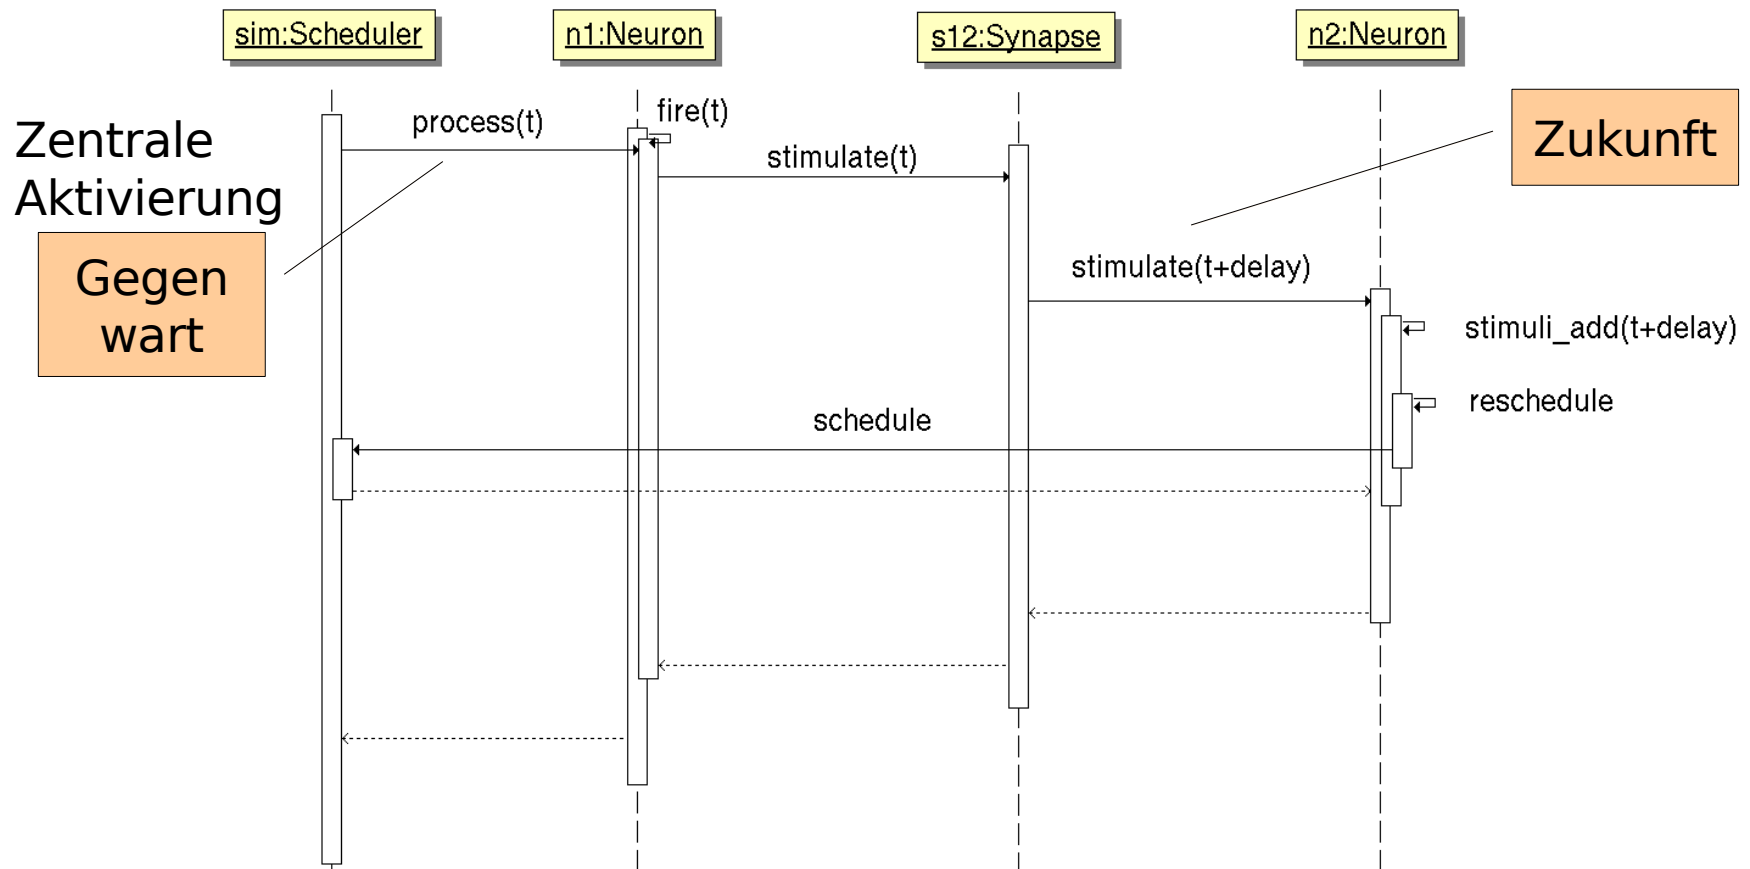 sim:Scheduler
n1:Neuron
s12:Synapse
n2:Neuron
Zentrale
Aktivierung
Gegen
wart
process(t)
fire(t)
stimulate(t)
Zukunft
stimulate(t+delay)
stimuli_add(t+delay)
reschedule
schedule